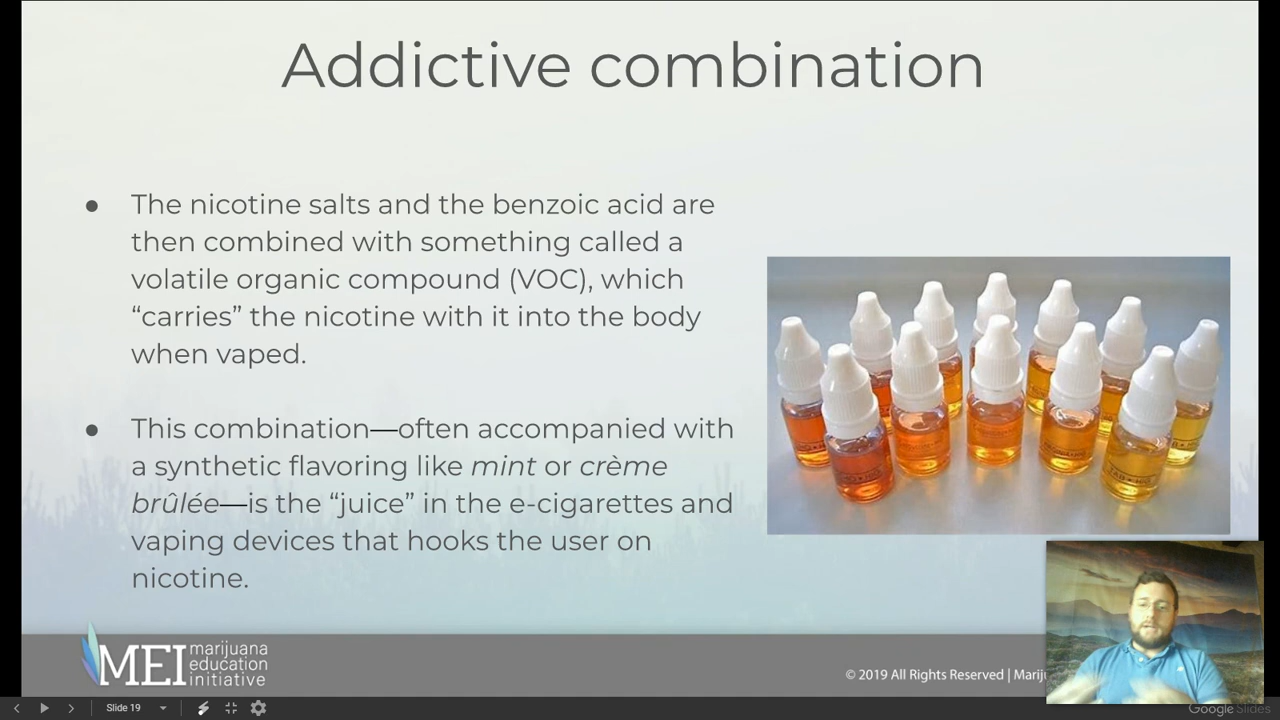 Addictive combination
● The nicotine salts and the benzoic acid are
then combined with something called a
volatile organic compound (VOC), which
“carries” the nicotine with it into the body
when vaped.
● This combination—often accompanied with
a synthetic flavoring like mint or crème
brûlée—is the “juice” in the e-cigarettes and
vaping devices that hooks the user on
nicotine.
MEI marijuana
education
initiative
© 2019 All Rights Reserved |
Slide 19
Google Slides